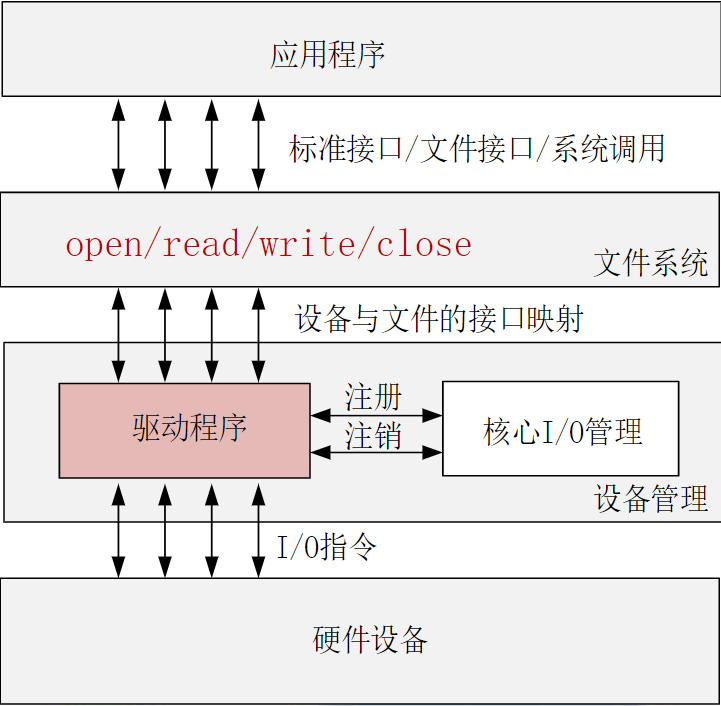 应用程序
标准接口/文件接口/系统调用
open/read/write/close
文件系统
设备与文件的接口映射
驱动程序
注册
注销
核心I/O管理
设备管理
I/O指令
硬件设备